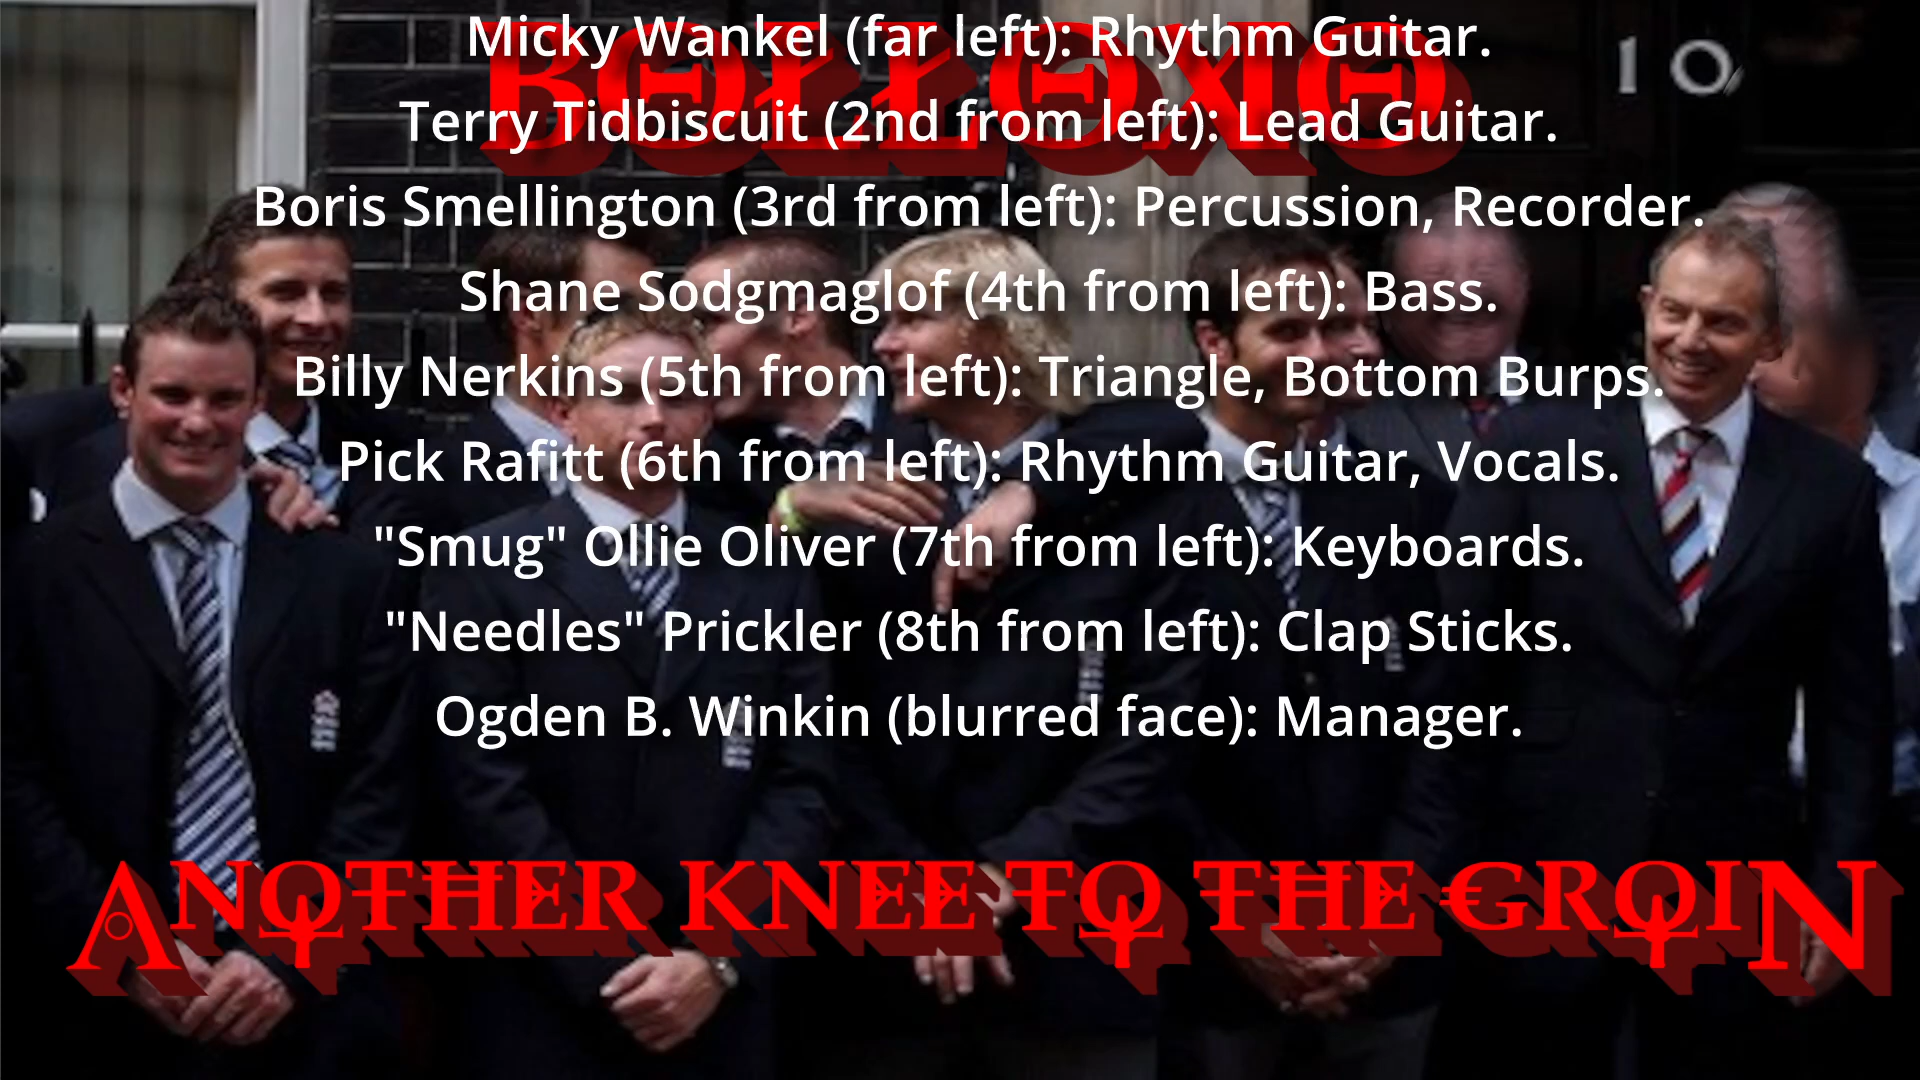 Micky Wankel (far left): Rhythm Guitar.
BOLLOXO
10
Terry Tidbiscuit (2nd from left): Lead Guitar.
Boris Smellington (3rd from left): Percussion, Recorder.
Shane Sodgmaglof (4th from left): Bass.
Billy Nerkins (5th from left): Triangle, Bottom Burps.
Pick Rafitt (6th from left): Rhythm Guitar, Vocals.
"Smug" Ollie Oliver (7th from left): Keyboards.
"Needles" Prickler (8th from left): Clap Sticks.
Ogden B. Winkin (blurred face): Manager.
ANOTHER KNEE TO THE GROIN